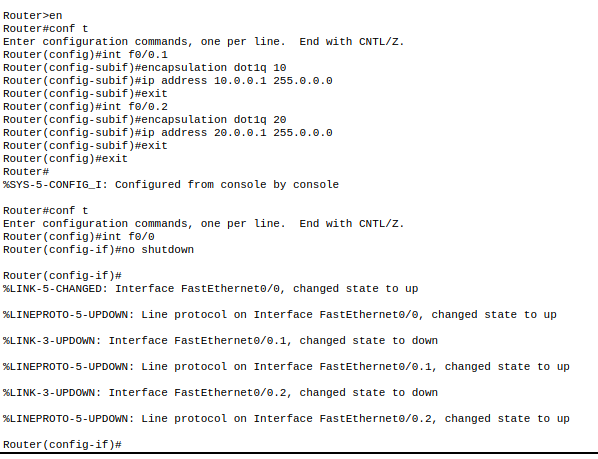 Router>en
Router#conf t
Enter configuration commands, one per line.  End with CNTL/Z.
Router(config)#int f0/0.1
Router(config-subif)#encapsulation dot1q 10
Router(config-subif)#ip address 10.0.0.1 255.0.0.0
Router(config-subif)#exit
Router(config)#int f0/0.2
Router(config-subif)#encapsulation dot1q 20
Router(config-subif)#ip address 20.0.0.1 255.0.0.0
Router(config-subif)#exit
Router(config)#exit
Router#
%SYS-5-CONFIG_I: Configured from console by console
Router#conf t
Enter configuration commands, one per line.  End with CNTL/Z.
Router(config)#int f0/0
Router(config-if)#no shutdown
Router(config-if)#
%LINK-5-CHANGED: Interface FastEthernet0/0, changed state to up
%LINEPROTO-5-UPDOWN: Line protocol on Interface FastEthernet0/0, changed state to up
%LINK-3-UPDOWN: Interface FastEthernet0/0.1, changed state to down
%LINEPROTO-5-UPDOWN: Line protocol on Interface FastEthernet0/0.1, changed state to up
%LINK-3-UPDOWN: Interface FastEthernet0/0.2, changed state to down
%LINEPROTO-5-UPDOWN: Line protocol on Interface FastEthernet0/0.2, changed state to up
Router(config-if)#